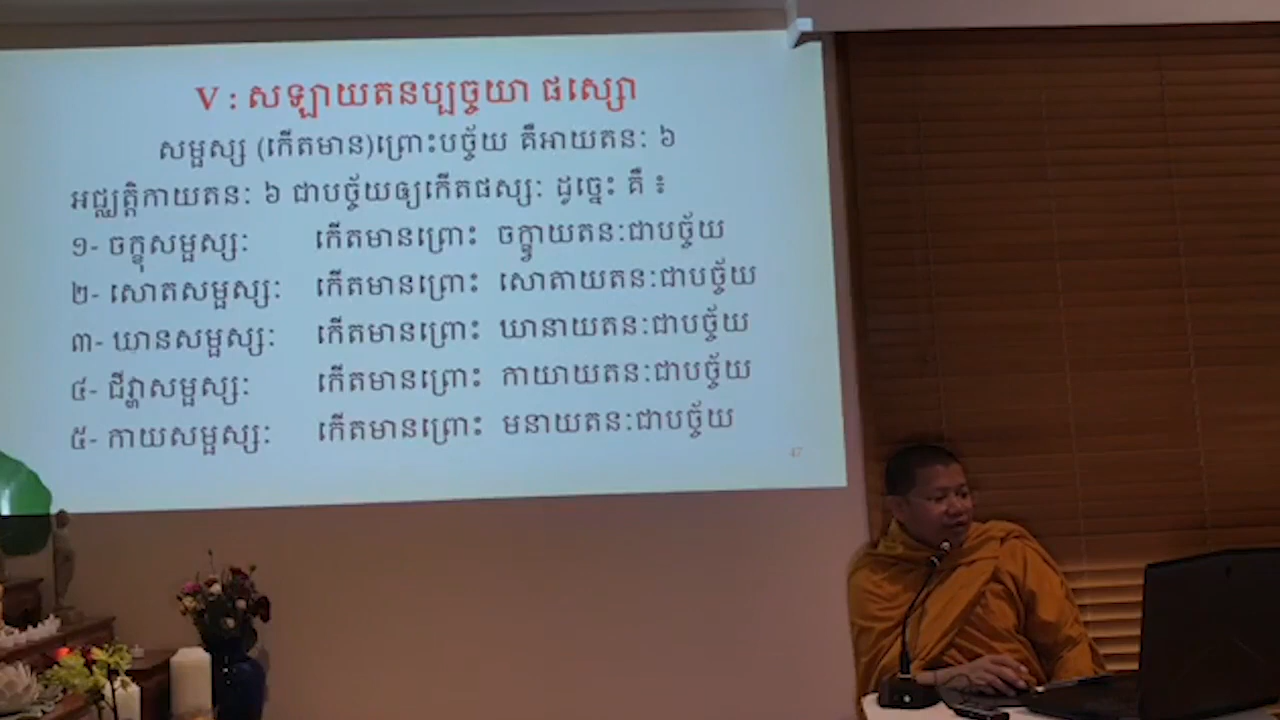 V : សឡាយតនប្បច្ចយា ផស្សោ
សម្ផស្ស (កើតមាន)ព្រោះបច្ច័យ គឺអាយតនៈ ៦
អជ្ឈត្តិកាយតនៈ ៦ ជាបច្ច័យឲ្យកើតផស្សៈ ដូច្នេះ គឺ ៖
១- ចក្ខុសម្ផស្សៈ កើតមានព្រោះ ចក្ខ្វាយតនៈជាបច្ច័យ
២- សោតសម្ផស្សៈ កើតមានព្រោះ សោតាយតនៈជាបច្ច័យ
៣- ឃានសម្ផស្សៈ កើតមានព្រោះ ឃានាយតនៈជាបច្ច័យ
៤- ជីវ្ហាសម្ផស្សៈ កើតមានព្រោះ កាយាយតនៈជាបច្ច័យ
៥- កាយសម្ផស្សៈ កើតមានព្រោះ មនាយតនៈជាបច្ច័យ
47